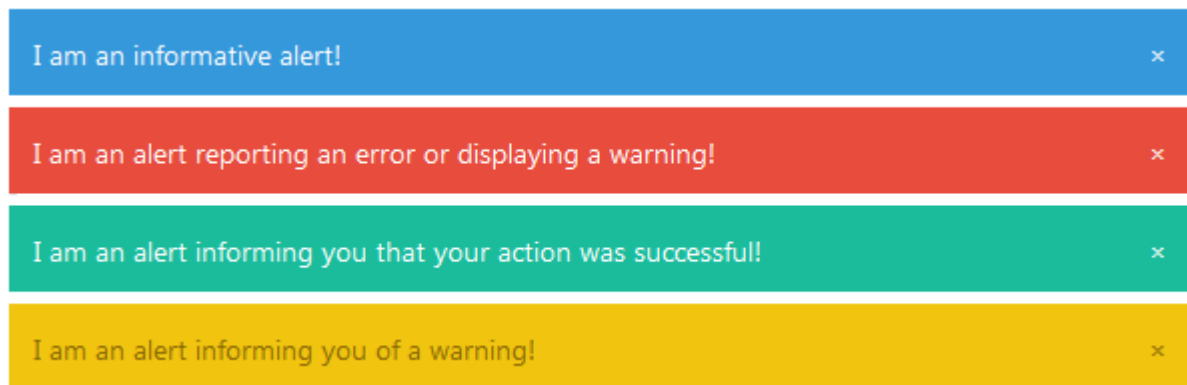 I am an informative alert! ×
I am an alert reporting an error or displaying a warning! ×
I am an alert informing you that your action was successful! ×
I am an alert informing you of a warning! ×